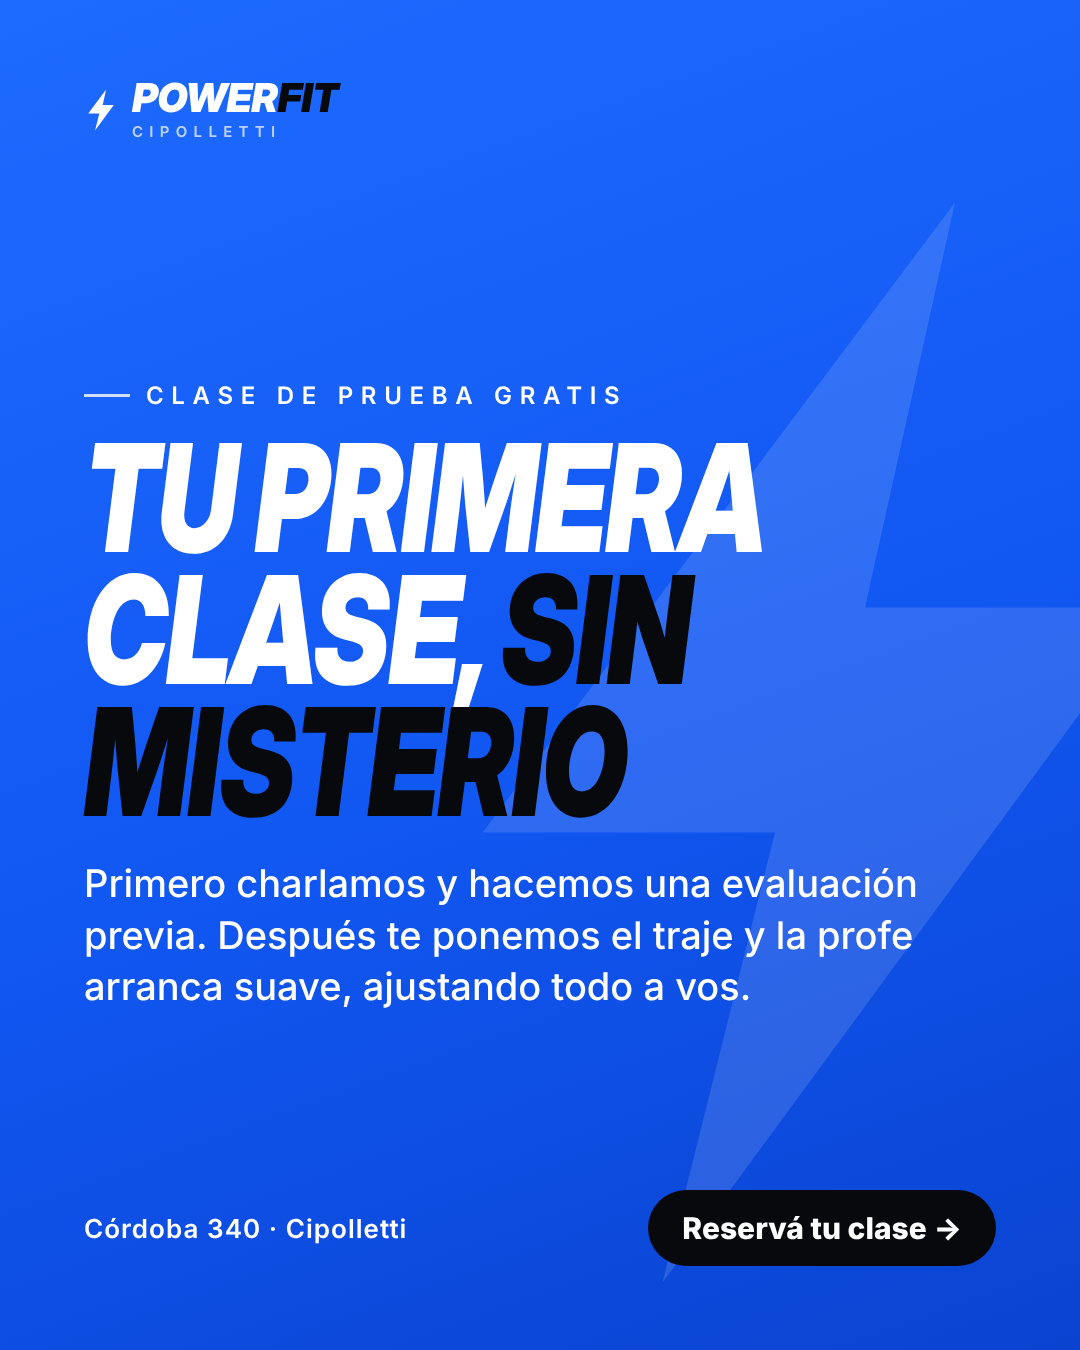 POWERFIT
CIPOLLETTI
CLASE DE PRUEBA GRATIS
TU PRIMERA
CLASE, SIN
MISTERIO
Primero charlamos y hacemos una evaluación
previa. Después te ponemos el traje y la profe
arranca suave, ajustando todo a vos.
Córdoba 340 · Cipolletti
Reservá tu clase →